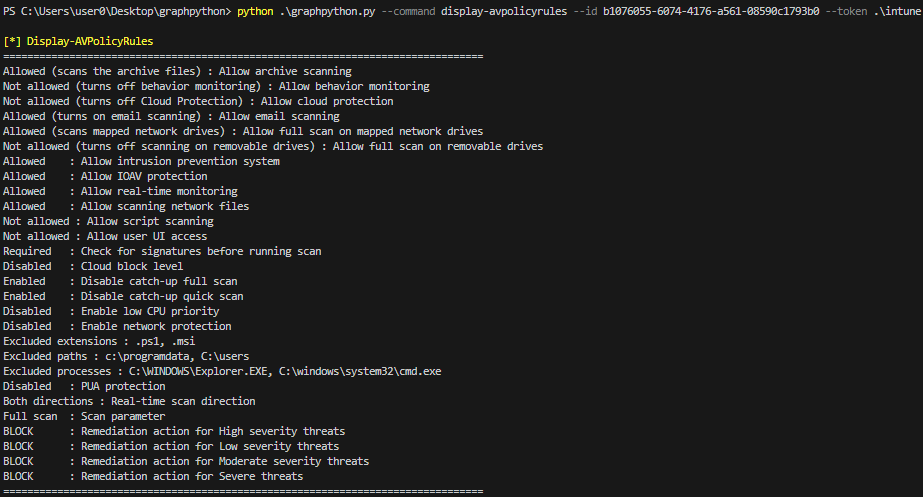 PS C:\Users\user0\Desktop\graphpython> python .\graphpython.py --command display-avpolicyrules --id b1076055-6074-4176-a561-08590c1793b0 --token .\intune
[*] Display-AVPolicyRules
================================================================================
Allowed (scans the archive files) : Allow archive scanning
Not allowed (turns off behavior monitoring) : Allow behavior monitoring
Not allowed (turns off Cloud Protection) : Allow cloud protection
Allowed (turns on email scanning) : Allow email scanning
Allowed (scans mapped network drives) : Allow full scan on mapped network drives
Not allowed (turns off scanning on removable drives) : Allow full scan on removable drives
Allowed    : Allow intrusion prevention system
Allowed    : Allow IOAV protection
Allowed    : Allow real-time monitoring
Allowed    : Allow scanning network files
Not allowed : Allow script scanning
Not allowed : Allow user UI access
Required   : Check for signatures before running scan
Disabled   : Cloud block level
Enabled    : Disable catch-up full scan
Enabled    : Disable catch-up quick scan
Disabled   : Enable low CPU priority
Disabled   : Enable network protection
Excluded extensions : .ps1, .msi
Excluded paths : c:\programdata, C:\users
Excluded processes : C:\WINDOWS\Explorer.EXE, C:\windows\system32\cmd.exe
Disabled   : PUA protection
Both directions : Real-time scan direction
Full scan  : Scan parameter
BLOCK      : Remediation action for High severity threats
BLOCK      : Remediation action for Low severity threats
BLOCK      : Remediation action for Moderate severity threats
BLOCK      : Remediation action for Severe threats
================================================================================